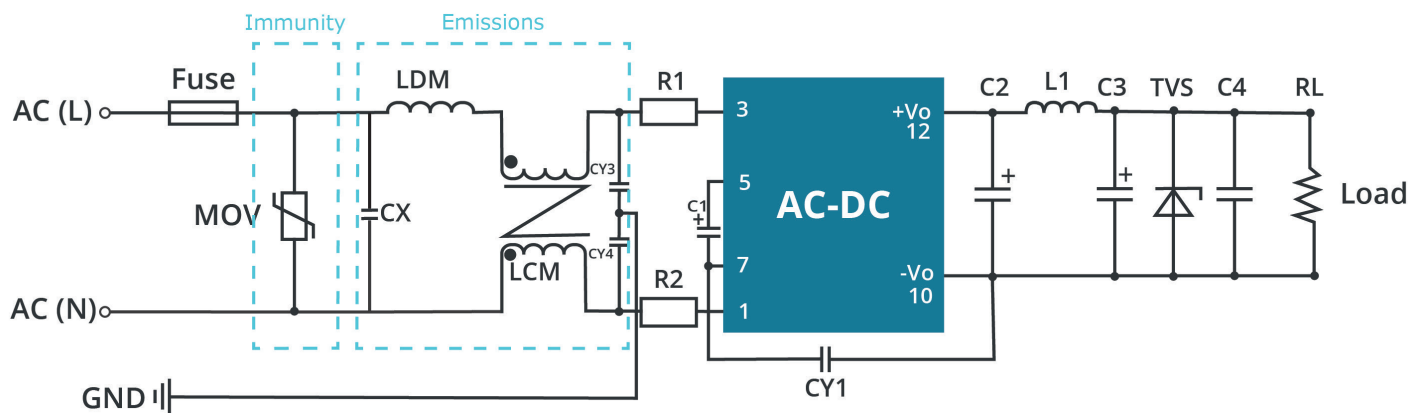 Immunity
Emissions
Fuse
LDM
R1
C2
L1
C3
TVS
C4
RL
AC (L)
3
+Vo
12
CY3
5
MOV
CX
C1
+
AC-DC
+
+
Load
CY4
LCM
7
-Vo
10
R2
AC (N)
1
CY1
GND